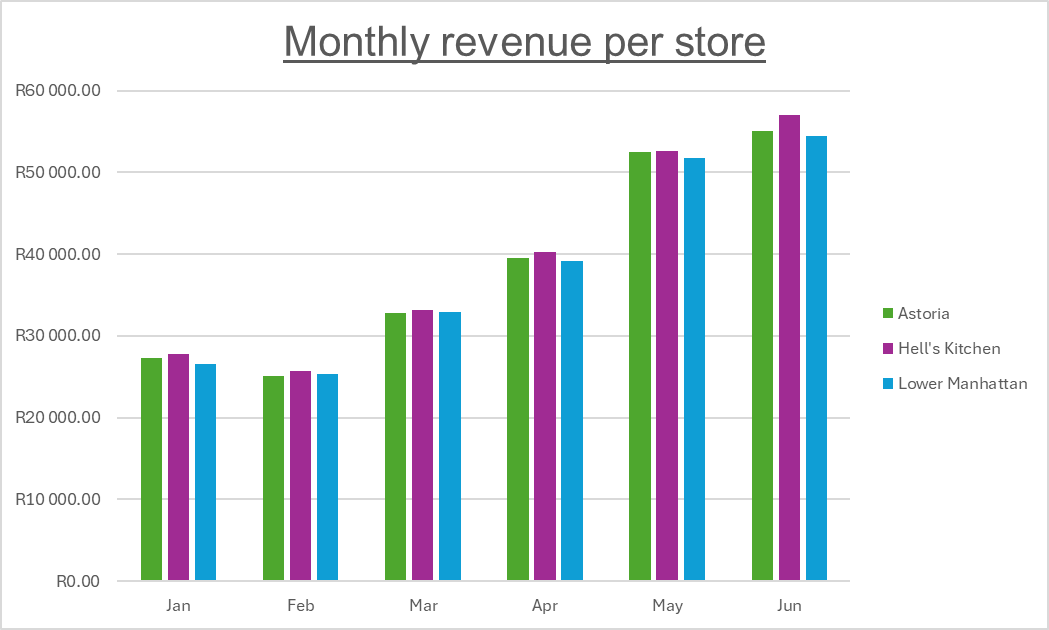 Monthly revenue per store
R60 000.00
R50 000.00
R40 000.00
R30 000.00
R20 000.00
R10 000.00
R0.00
Jan Feb Mar Apr May Jun
Astoria
Hell's Kitchen
Lower Manhattan